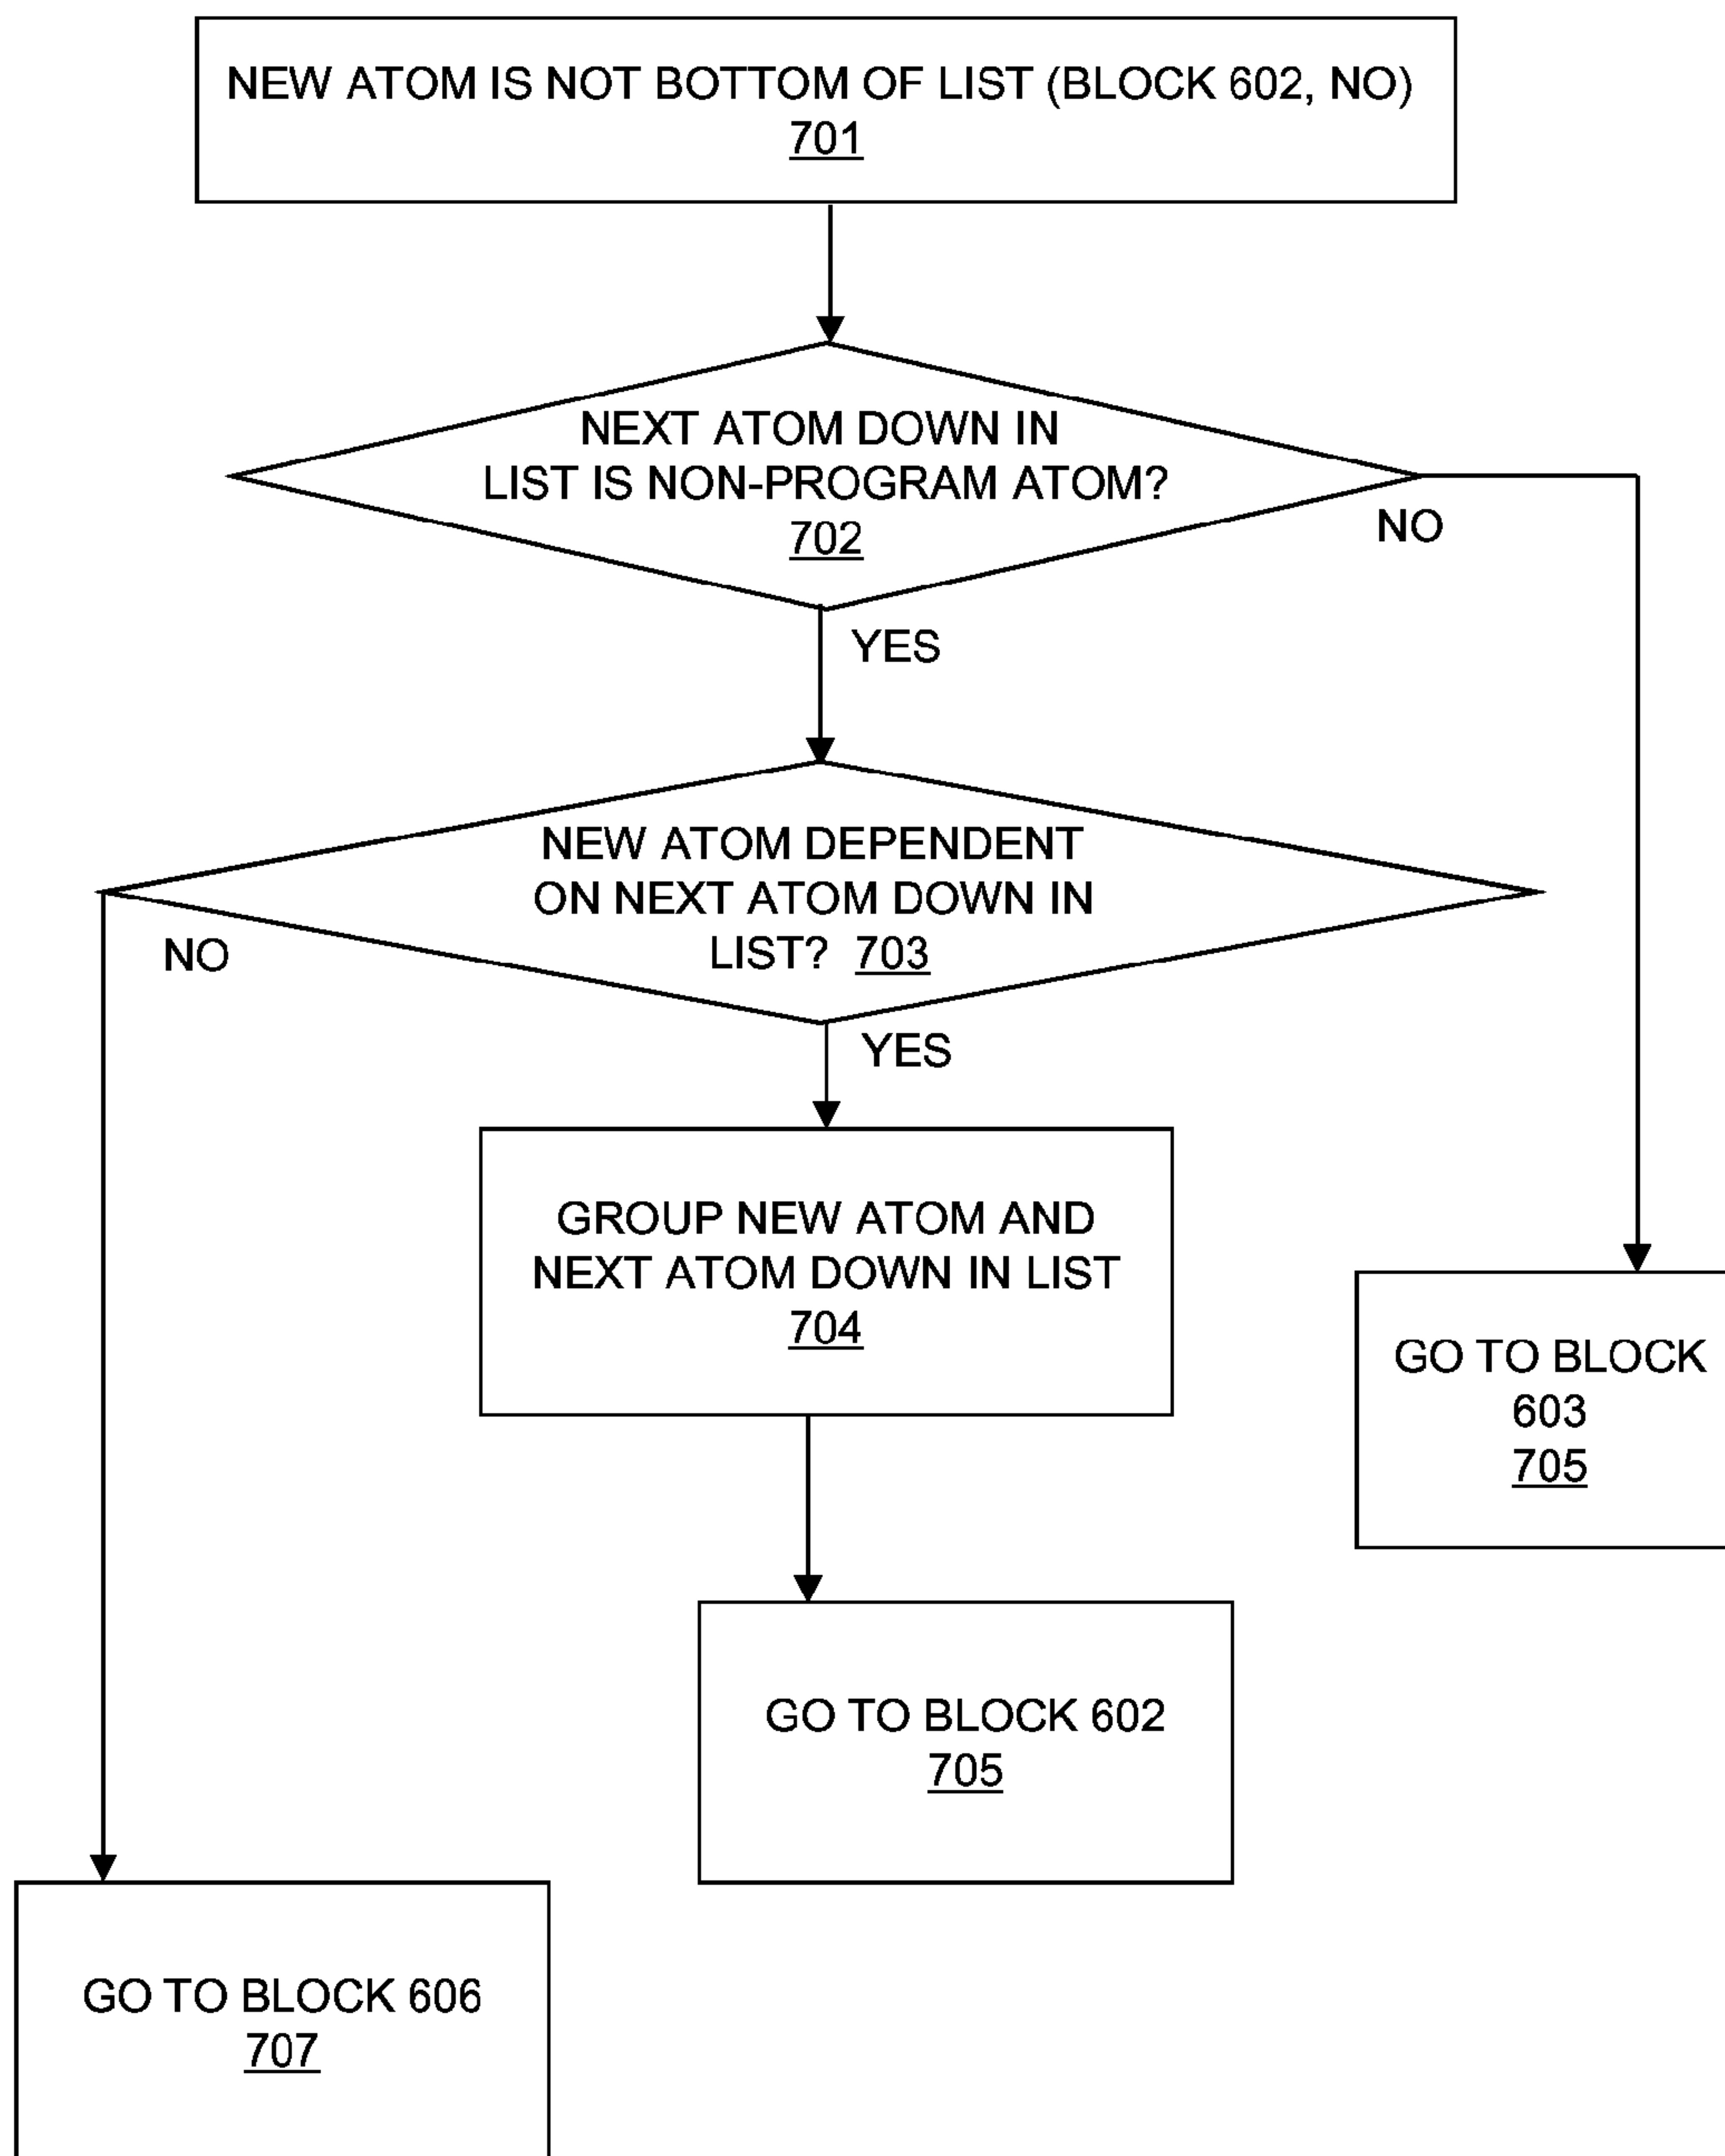 NEW ATOM IS NOT BOTTOM OF LIST (BLOCK 602, NO)
701
NEXT ATOM DOWN IN
LIST IS NON-PROGRAM ATOM?
702
NO
YES
NEW ATOM DEPENDENT
ON NEXT ATOM DOWN IN
LIST? 703
NO
YES
GROUP NEW ATOM AND
NEXT ATOM DOWN IN LIST
704
GO TO BLOCK
603
705
GO TO BLOCK 602
705
GO TO BLOCK 606
707